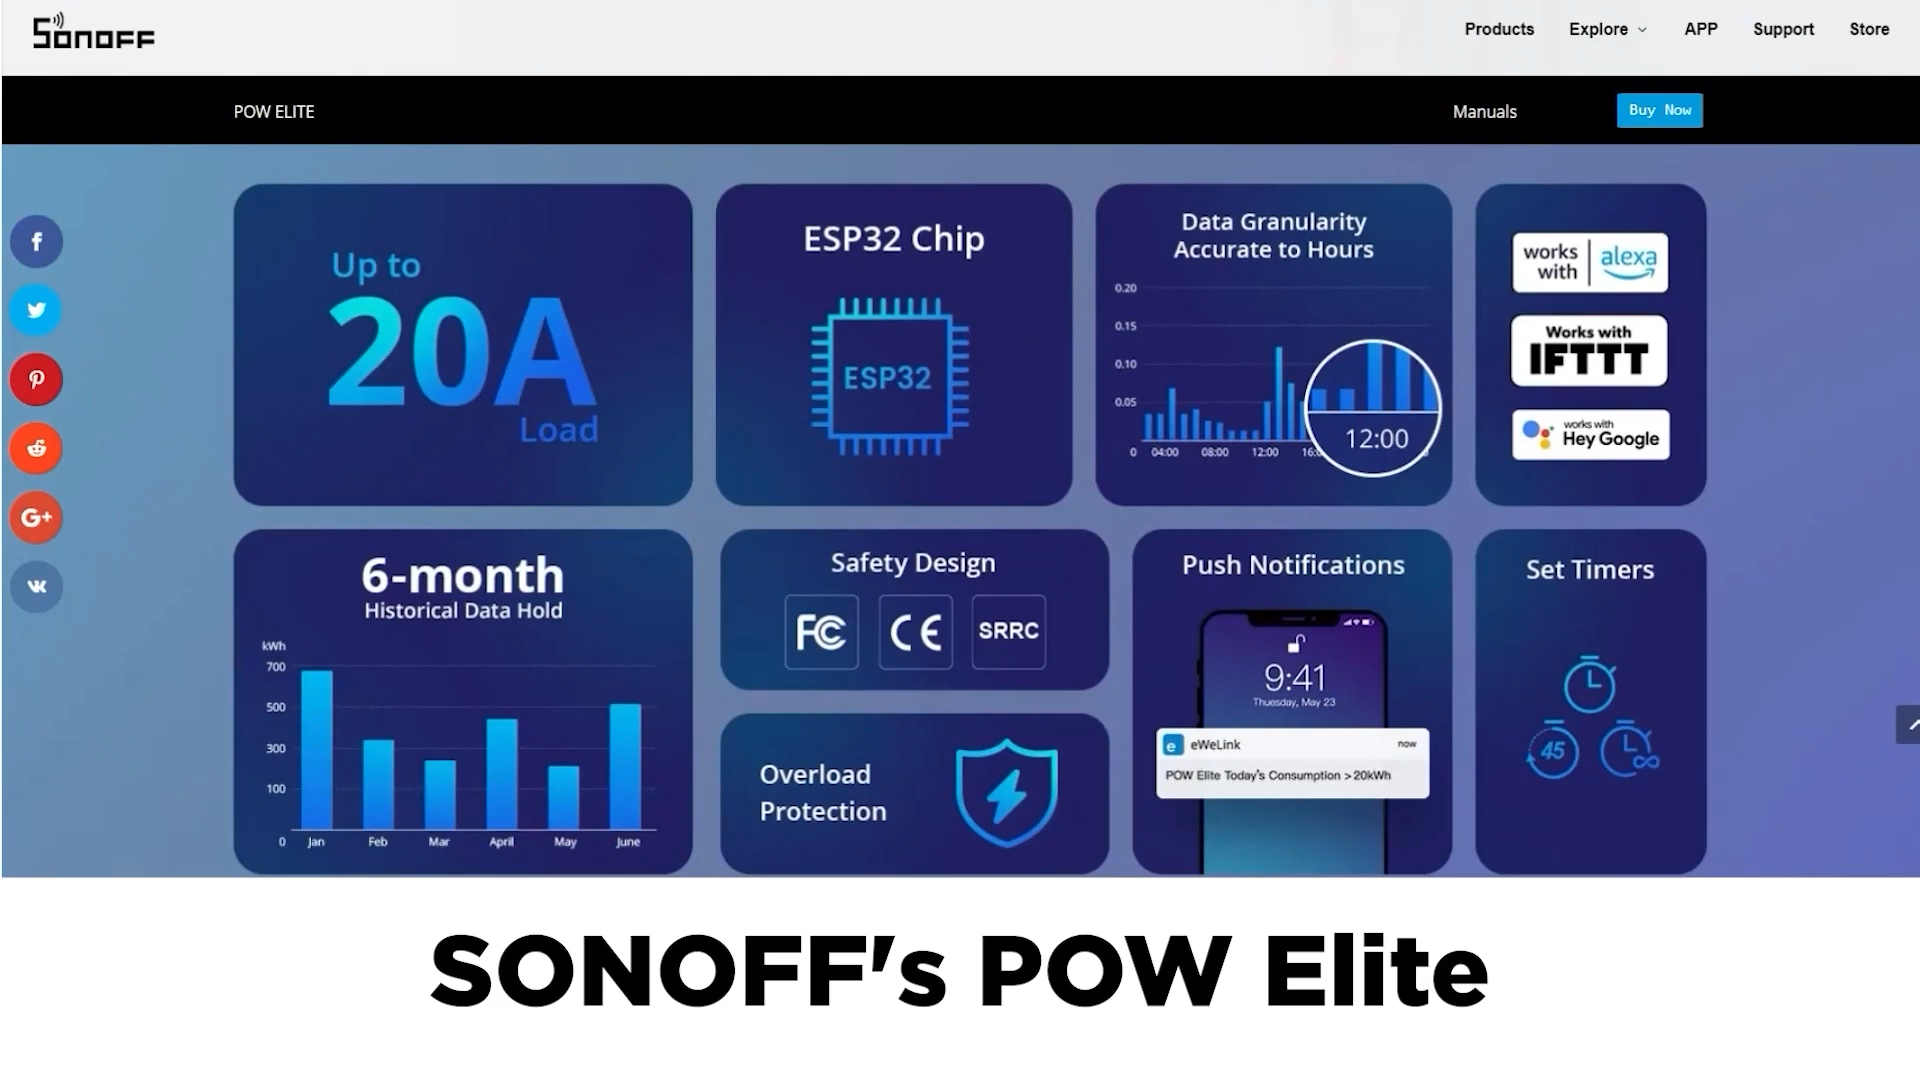 SONOFF
Products
Explore
APP
Support
Store
POW ELITE
Manuals
Buy Now
f
G+
Up to
20A
Load
ESP32 Chip
ESP32
Data Granularity
Accurate to Hours
0.20
0.15
0.10
0.05
0 04:00 08:00 12:00 16:0
12:00
works with alexa
Works with
IFTTT
works with
Hey Google
6-month
Historical Data Hold
kWh
700
500
300
100
0 Jan Feb Mar April May June
Safety Design
FC CE SRRC
Overload
Protection
Push Notifications
9:41
Thuesday, May 23
e eWeLink now
POW Elite Today's Consumption > 20kWh
Set Timers
45
SONOFF's POW Elite